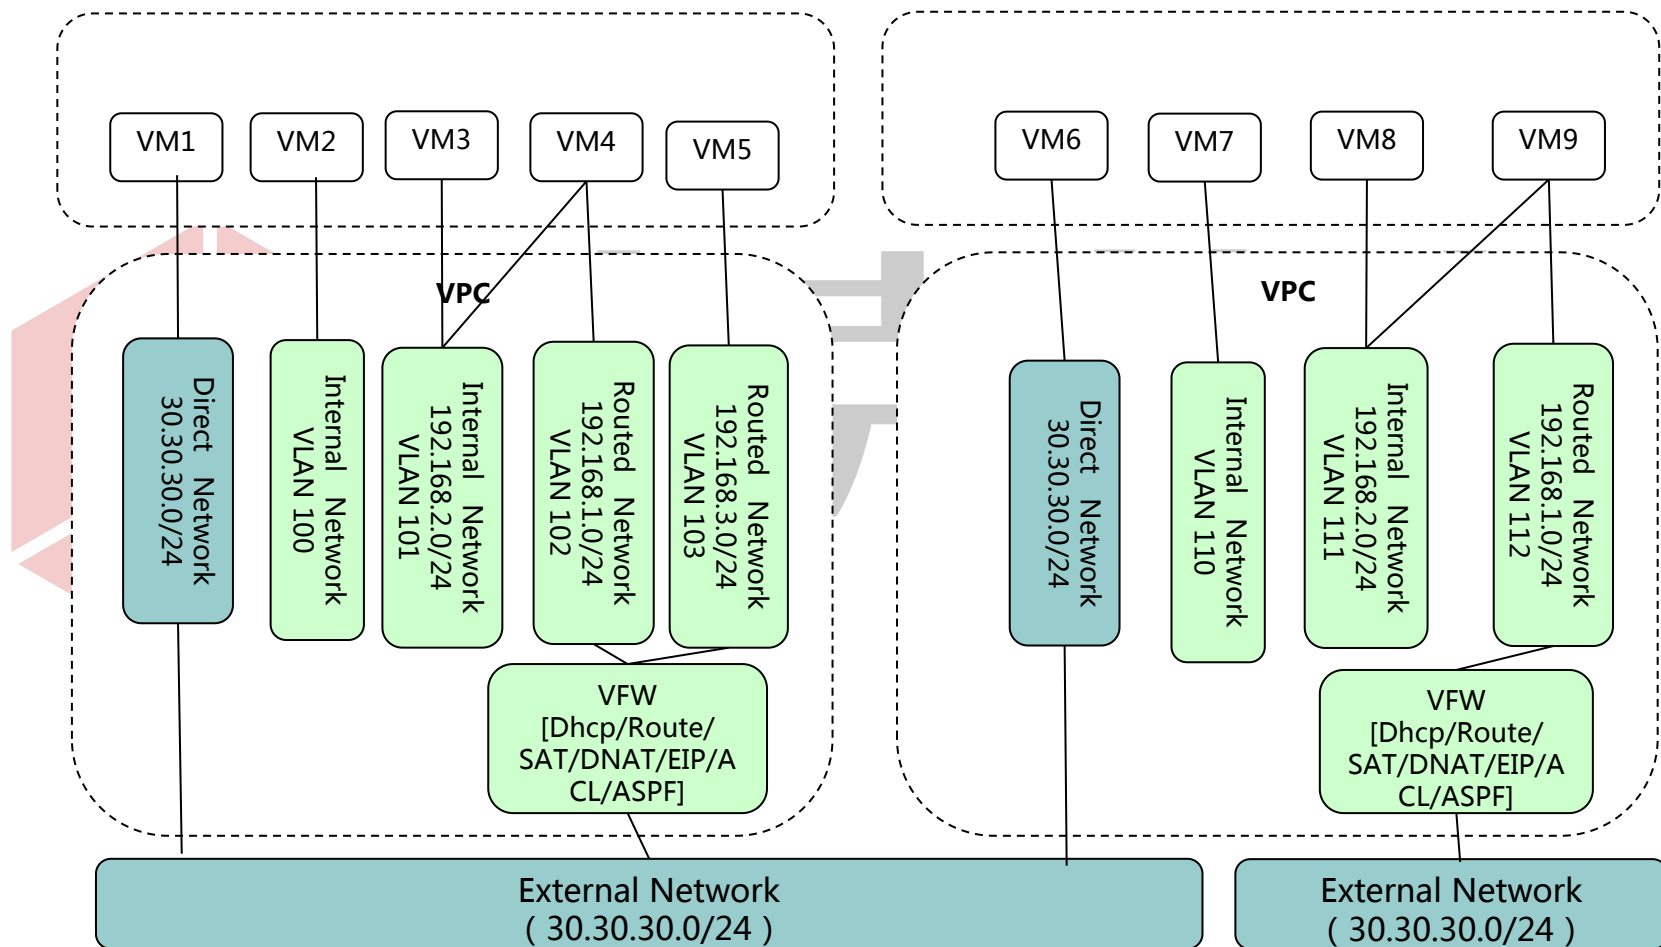 VM1
VM2
VM3
VM4
VM5
VM6
VM7
VM8
VM9
VPC
VPC
Direct Network
30.30.30.0/24
Internal Network
VLAN 100
Internal Network
192.168.2.0/24
VLAN 101
Routed Network
192.168.1.0/24
VLAN 102
Routed Network
192.168.3.0/24
VLAN 103
Direct Network
30.30.30.0/24
Internal Network
VLAN 110
Internal Network
192.168.2.0/24
VLAN 111
Routed Network
192.168.1.0/24
VLAN 112
VFW
[Dhcp/Route/
SAT/DNAT/EIP/A
CL/ASPF]
VFW
[Dhcp/Route/
SAT/DNAT/EIP/A
CL/ASPF]
External Network
( 30.30.30.0/24 )
External Network
( 30.30.30.0/24 )